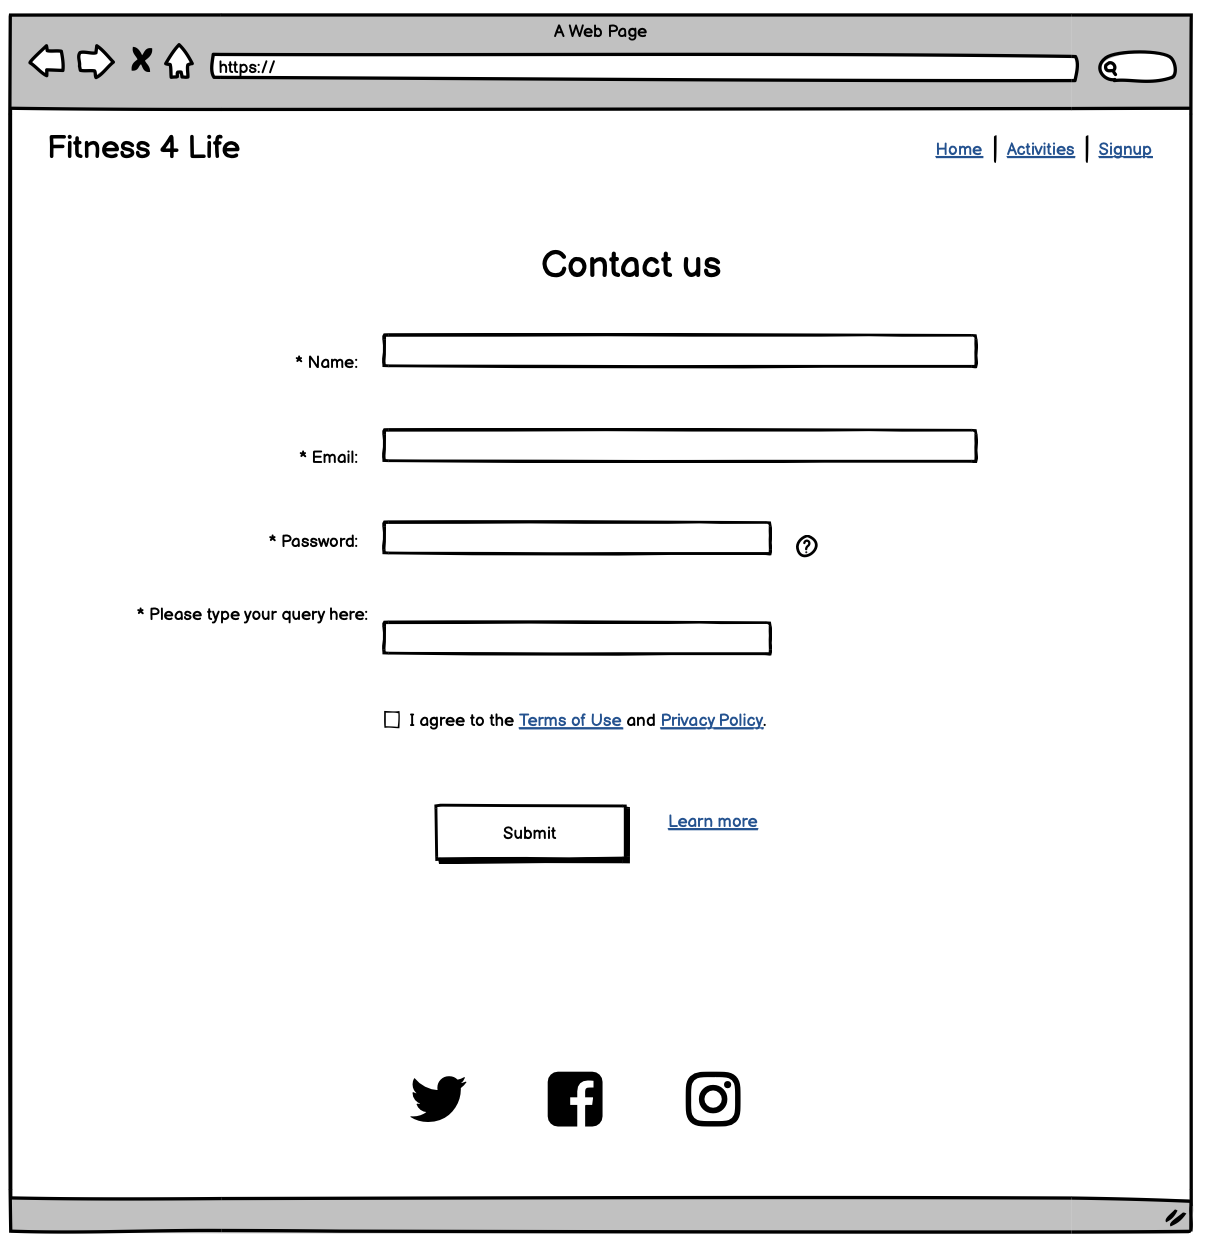 A Web Page
https://
Fitness 4 Life
Home Activities Signup
Contact us
* Name:
* Email:
* Password:
?
* Please type your query here:
I agree to the Terms of Use and Privacy Policy.
Submit
Learn more